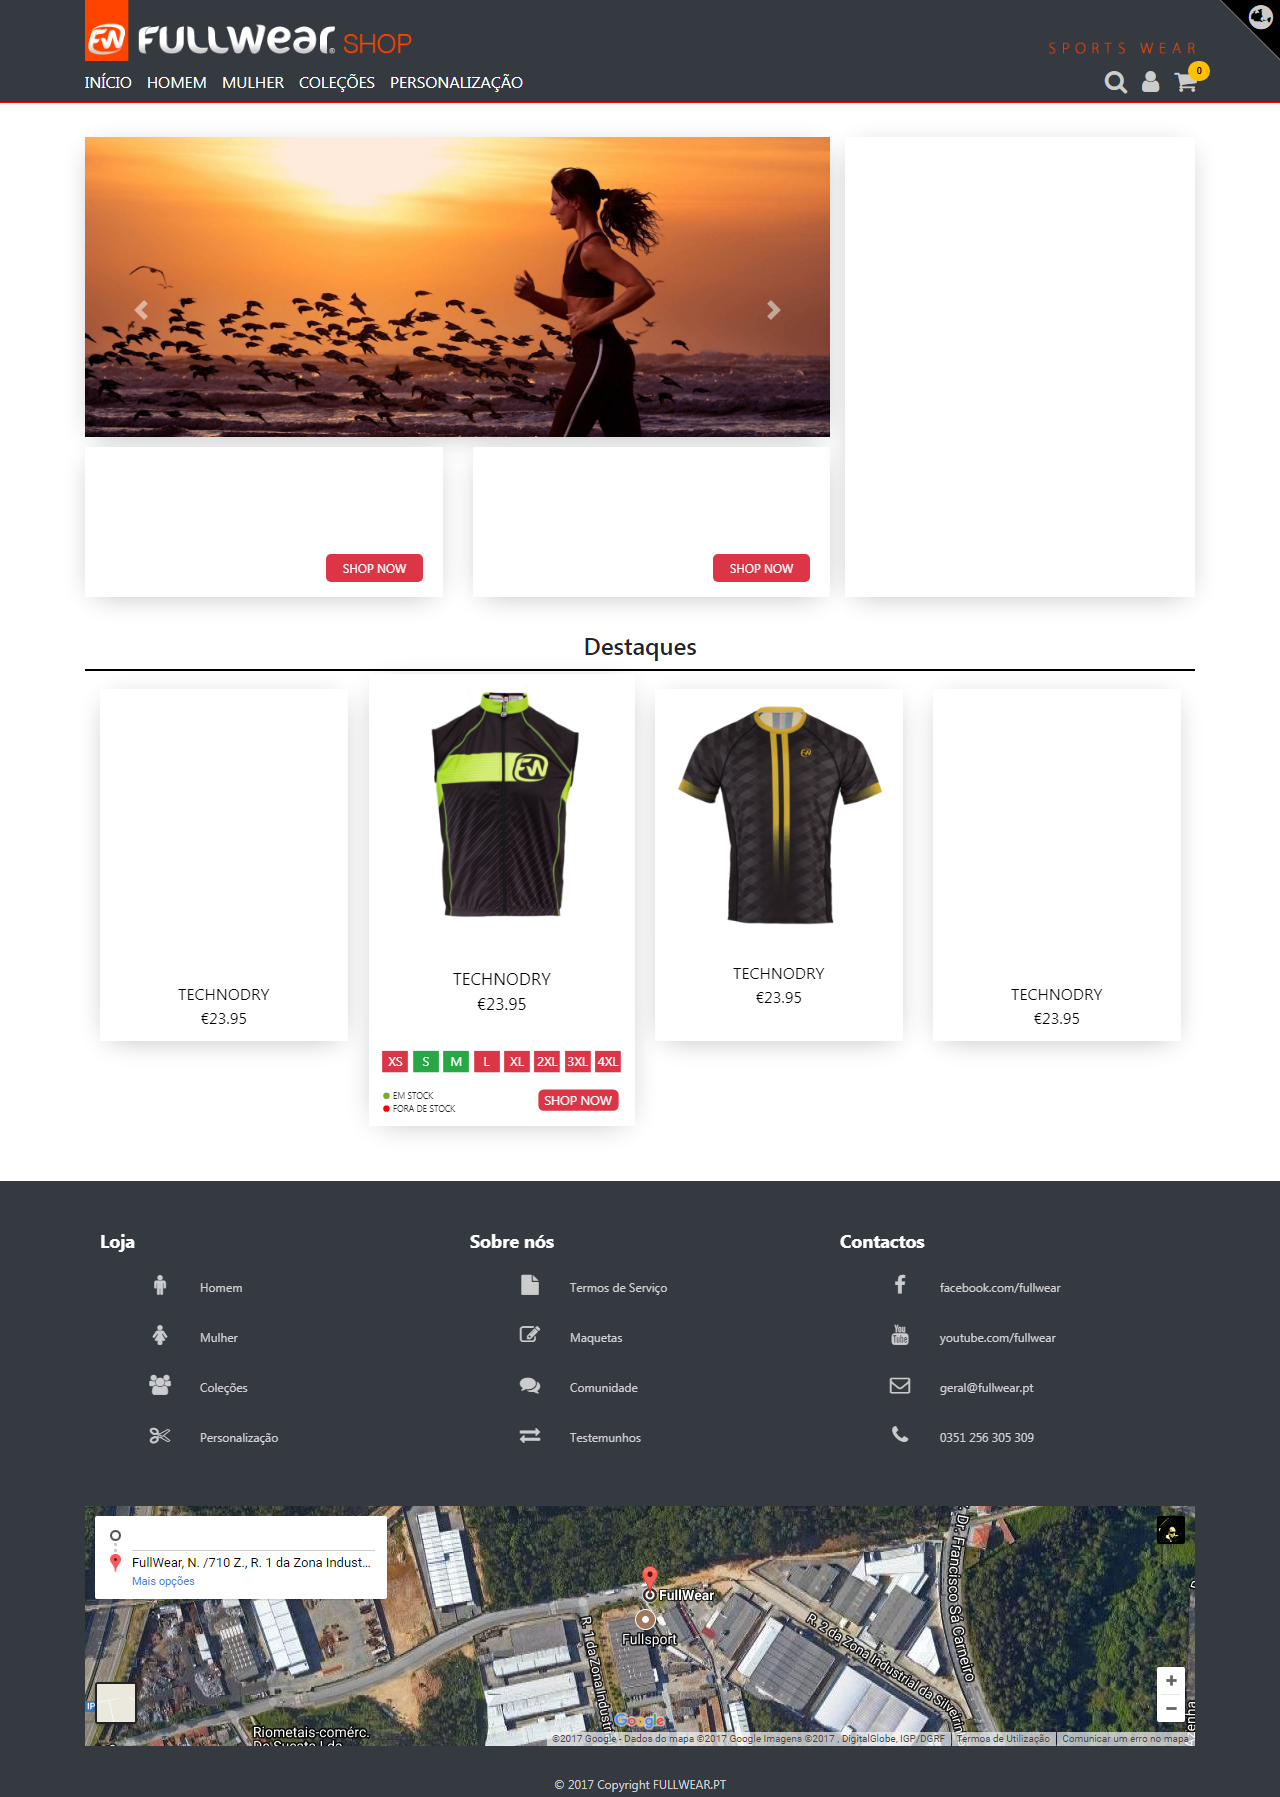 FULLWear SHOP
SPORTS WEAR
INÍCIO HOMEM MULHER COLEÇÕES PERSONALIZAÇÃO
0
SHOP NOW
SHOP NOW
Destaques
TECHNODRY
€23.95
TECHNODRY
€23.95
TECHNODRY
€23.95
TECHNODRY
€23.95
XS S M L XL 2XL 3XL 4XL
EM STOCK
FORA DE STOCK
SHOP NOW
Loja
Homem
Mulher
Coleções
Personalização
Sobre nós
Termos de Serviço
Maquetas
Comunidade
Testemunhos
Contactos
facebook.com/fullwear
youtube.com/fullwear
geral@fullwear.pt
0351 256 305 309
FullWear, N. /710 Z., R. 1 da Zona Indust...
Mais opções
FullWear
Fullsport
R. 1 da Zona Industr
R. 2 da Zona Industrial da Silveirin
Dr. Francisco Sá Carneiro
Riometais-comérc.
De Sucata Lda
IP
Google
©2017 Google - Dados do mapa ©2017 Google Imagens ©2017 , DigitalGlobe, IGP/DGRF
Termos de Utilização
Comunicar um erro no mapa
© 2017 Copyright FULLWEAR.PT